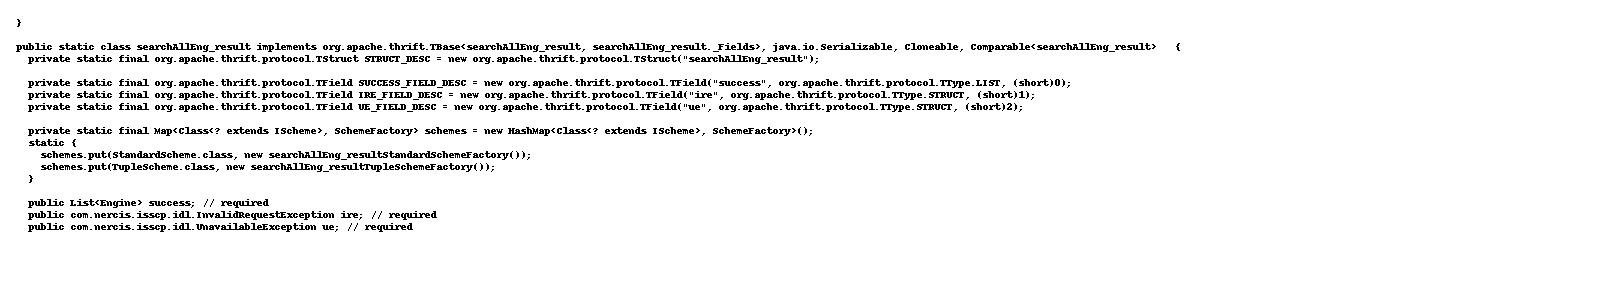 }
public static class searchAllEng_result implements org.apache.thrift.TBase<searchAllEng_result, searchAllEng_result._Fields>, java.io.Serializable, Cloneable, Comparable<searchAllEng_result>   {
  private static final org.apache.thrift.protocol.TStruct STRUCT_DESC = new org.apache.thrift.protocol.TStruct("searchAllEng_result");
  private static final org.apache.thrift.protocol.TField SUCCESS_FIELD_DESC = new org.apache.thrift.protocol.TField("success", org.apache.thrift.protocol.TType.LIST, (short)0);
  private static final org.apache.thrift.protocol.TField IRE_FIELD_DESC = new org.apache.thrift.protocol.TField("ire", org.apache.thrift.protocol.TType.STRUCT, (short)1);
  private static final org.apache.thrift.protocol.TField UE_FIELD_DESC = new org.apache.thrift.protocol.TField("ue", org.apache.thrift.protocol.TType.STRUCT, (short)2);
  private static final Map<Class<? extends IScheme>, SchemeFactory> schemes = new HashMap<Class<? extends IScheme>, SchemeFactory>();
  static {
    schemes.put(StandardScheme.class, new searchAllEng_resultStandardSchemeFactory());
    schemes.put(TupleScheme.class, new searchAllEng_resultTupleSchemeFactory());
  }
  public List<Engine> success; // required
  public com.nercis.isscp.idl.InvalidRequestException ire; // required
  public com.nercis.isscp.idl.UnavailableException ue; // required